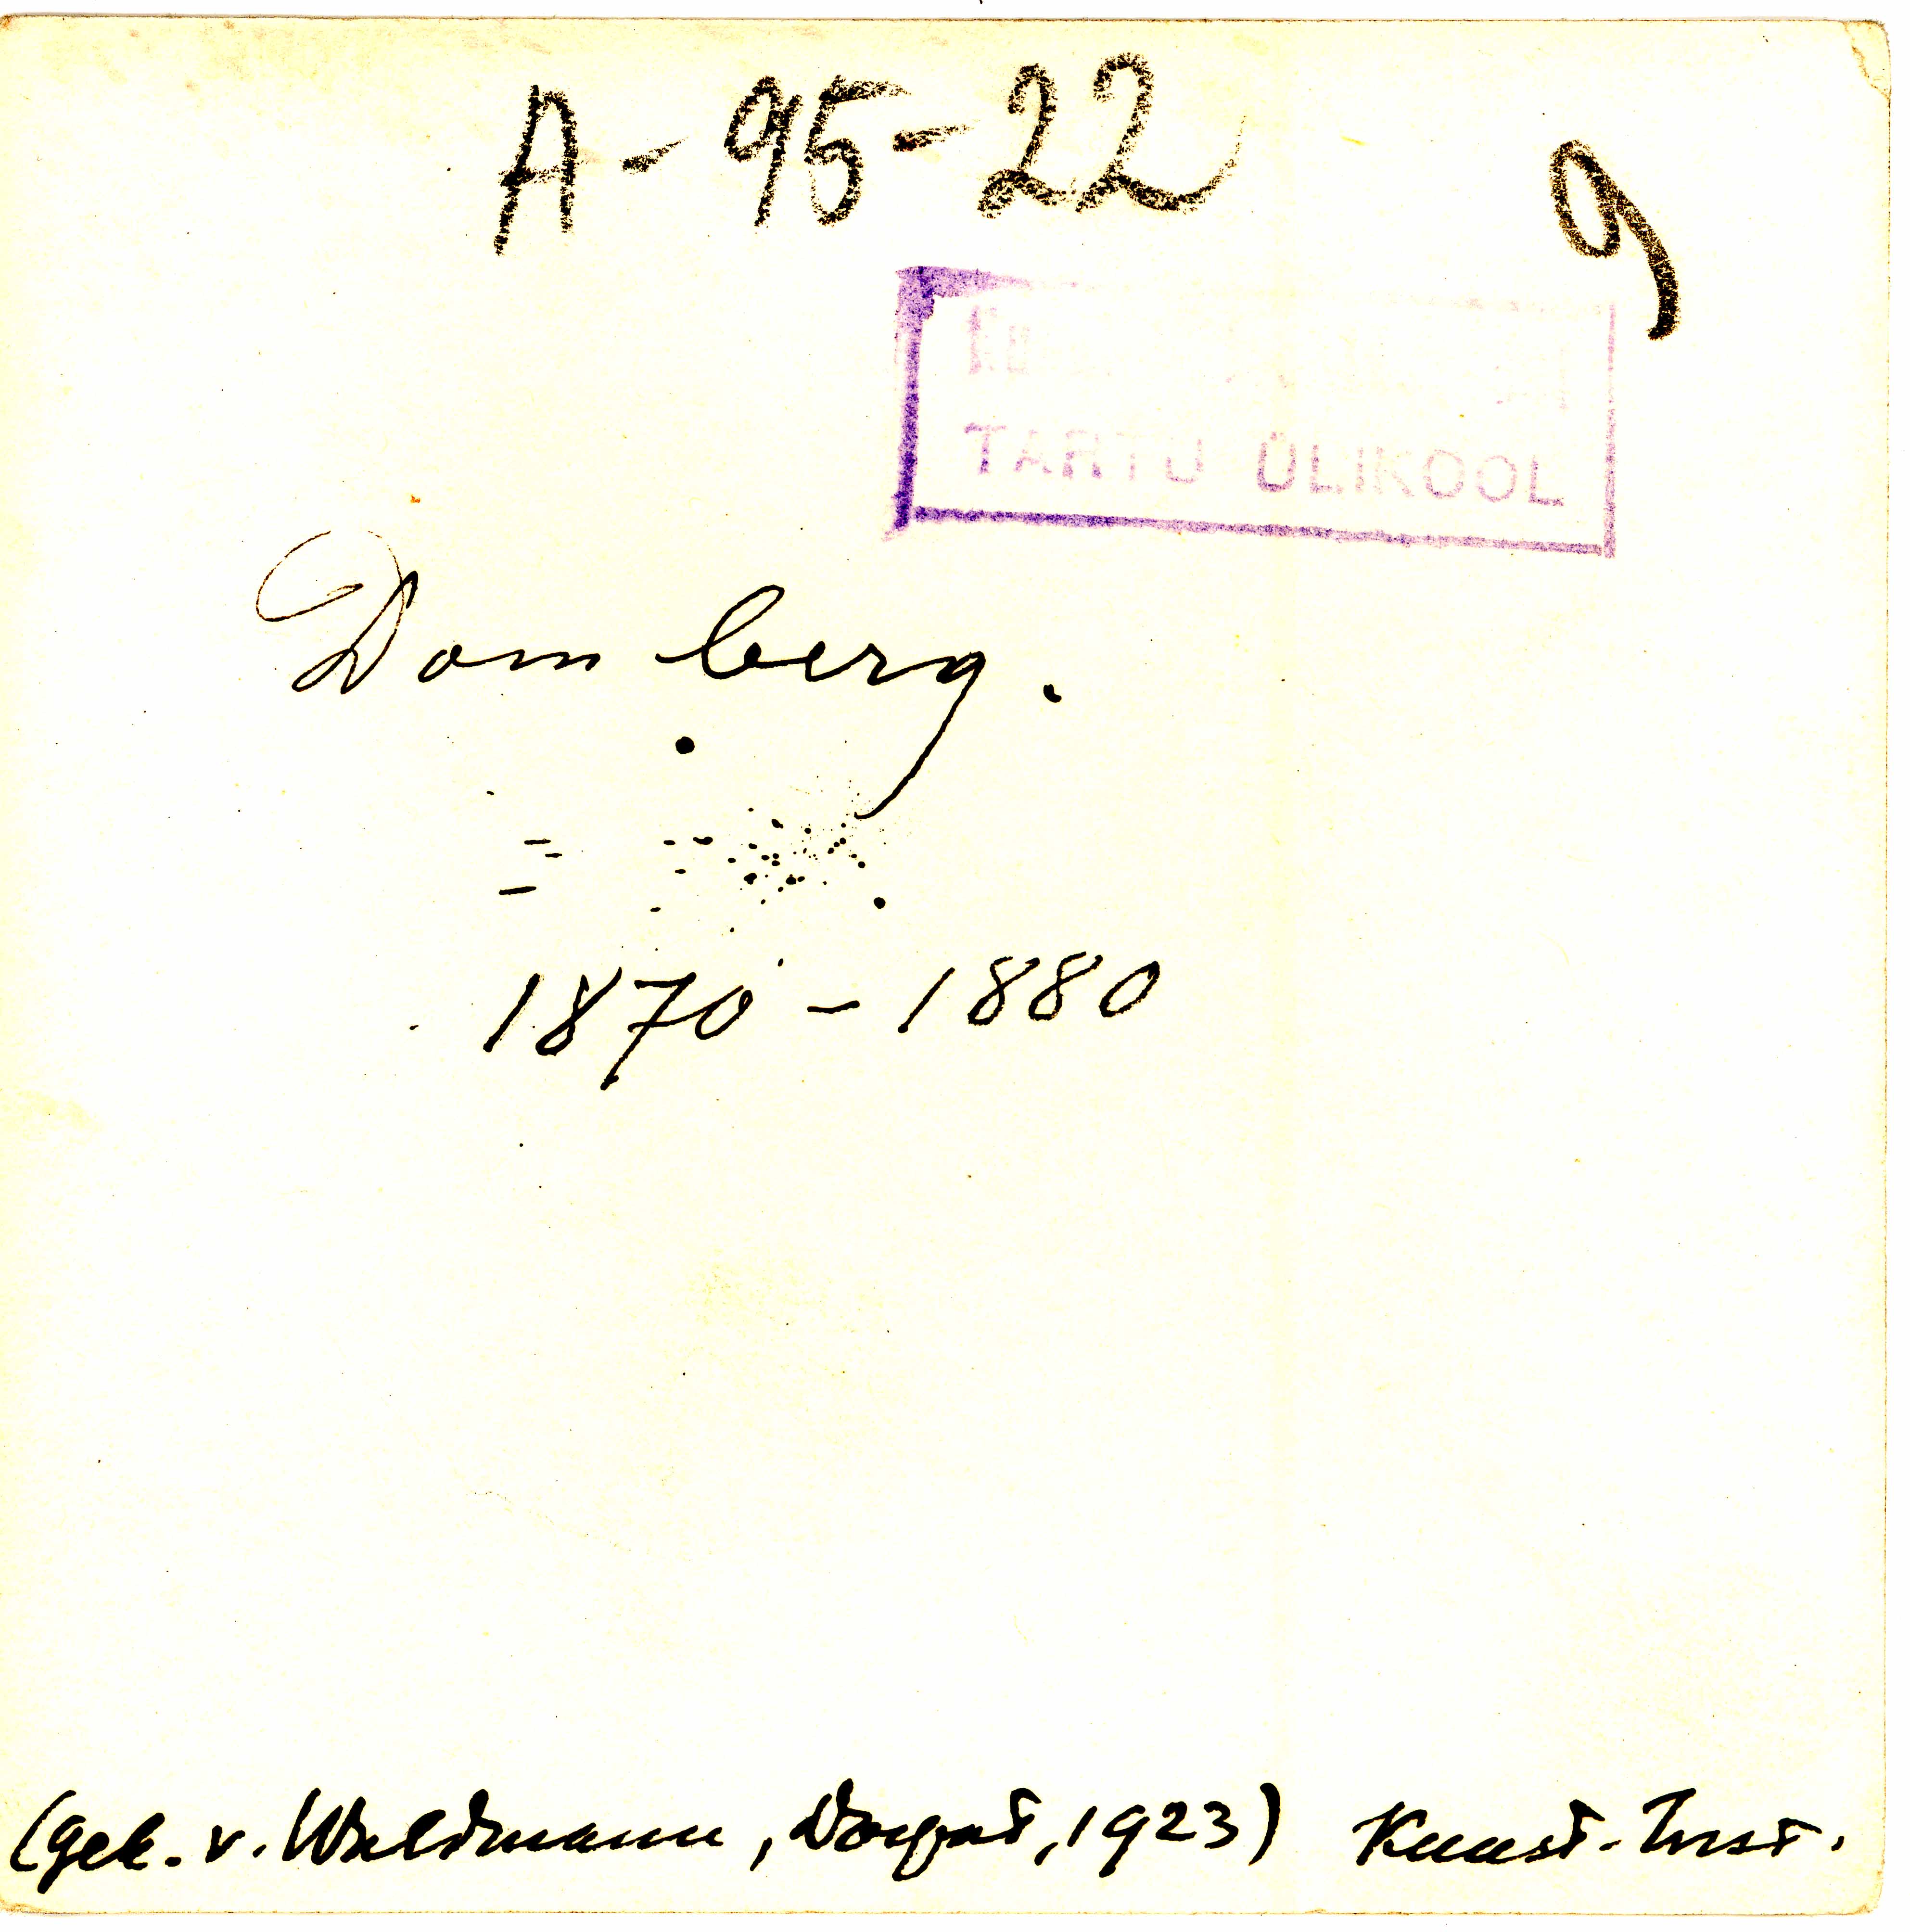 A-95-22
9
TARTU ÜLIKOOL
Domberg.
1870-1880
(gek. v. Waldmann, Dorpat, 1923) Kunst-Inst.